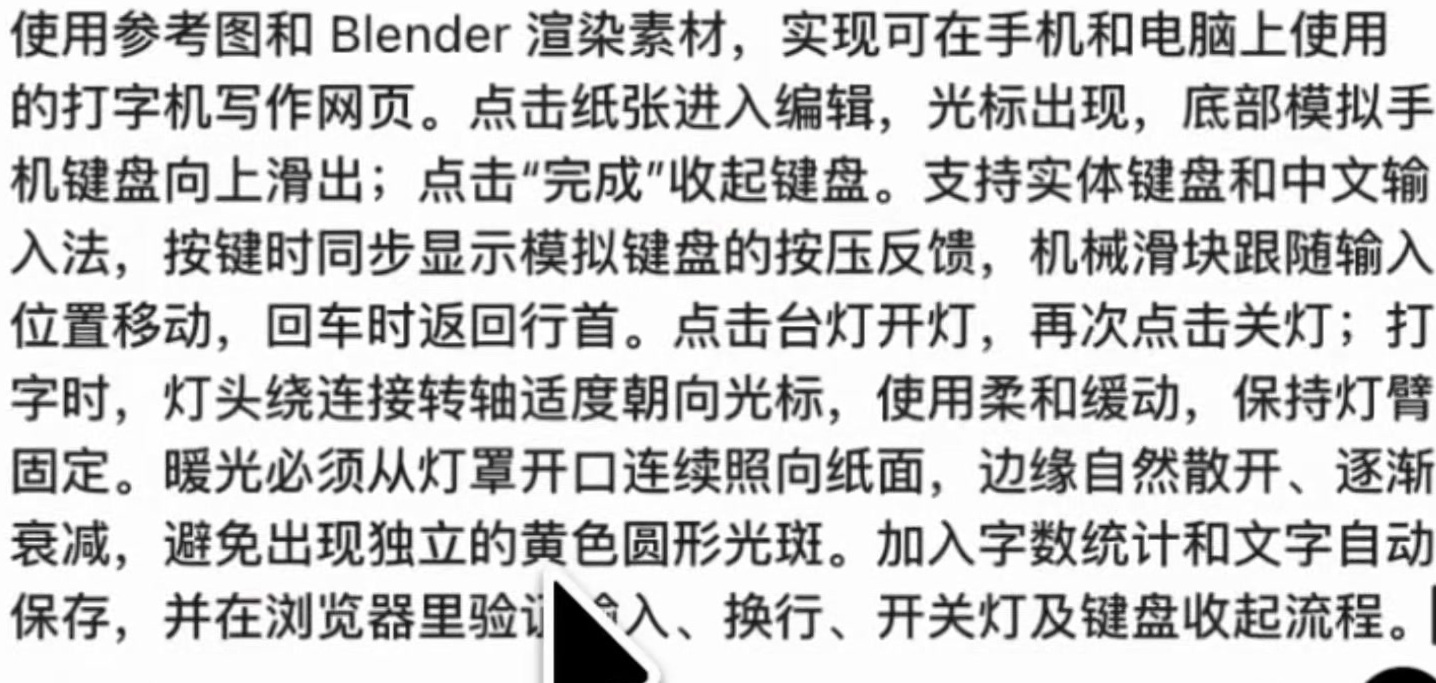 使用参考图和 Blender 渲染素材，实现可在手机和电脑上使用
的打字机写作网页。点击纸张进入编辑，光标出现，底部模拟手
机键盘向上滑出；点击“完成”收起键盘。支持实体键盘和中文输
入法，按键时同步显示模拟键盘的按压反馈，机械滑块跟随输入
位置移动，回车时返回行首。点击台灯开灯，再次点击关灯；打
字时，灯头绕连接转轴适度朝向光标，使用柔和缓动，保持灯臂
固定。暖光必须从灯罩开口连续照向纸面，边缘自然散开、逐渐
衰减，避免出现独立的黄色圆形光斑。加入字数统计和文字自动
保存，并在浏览器里验证输入、换行、开关灯及键盘收起流程。